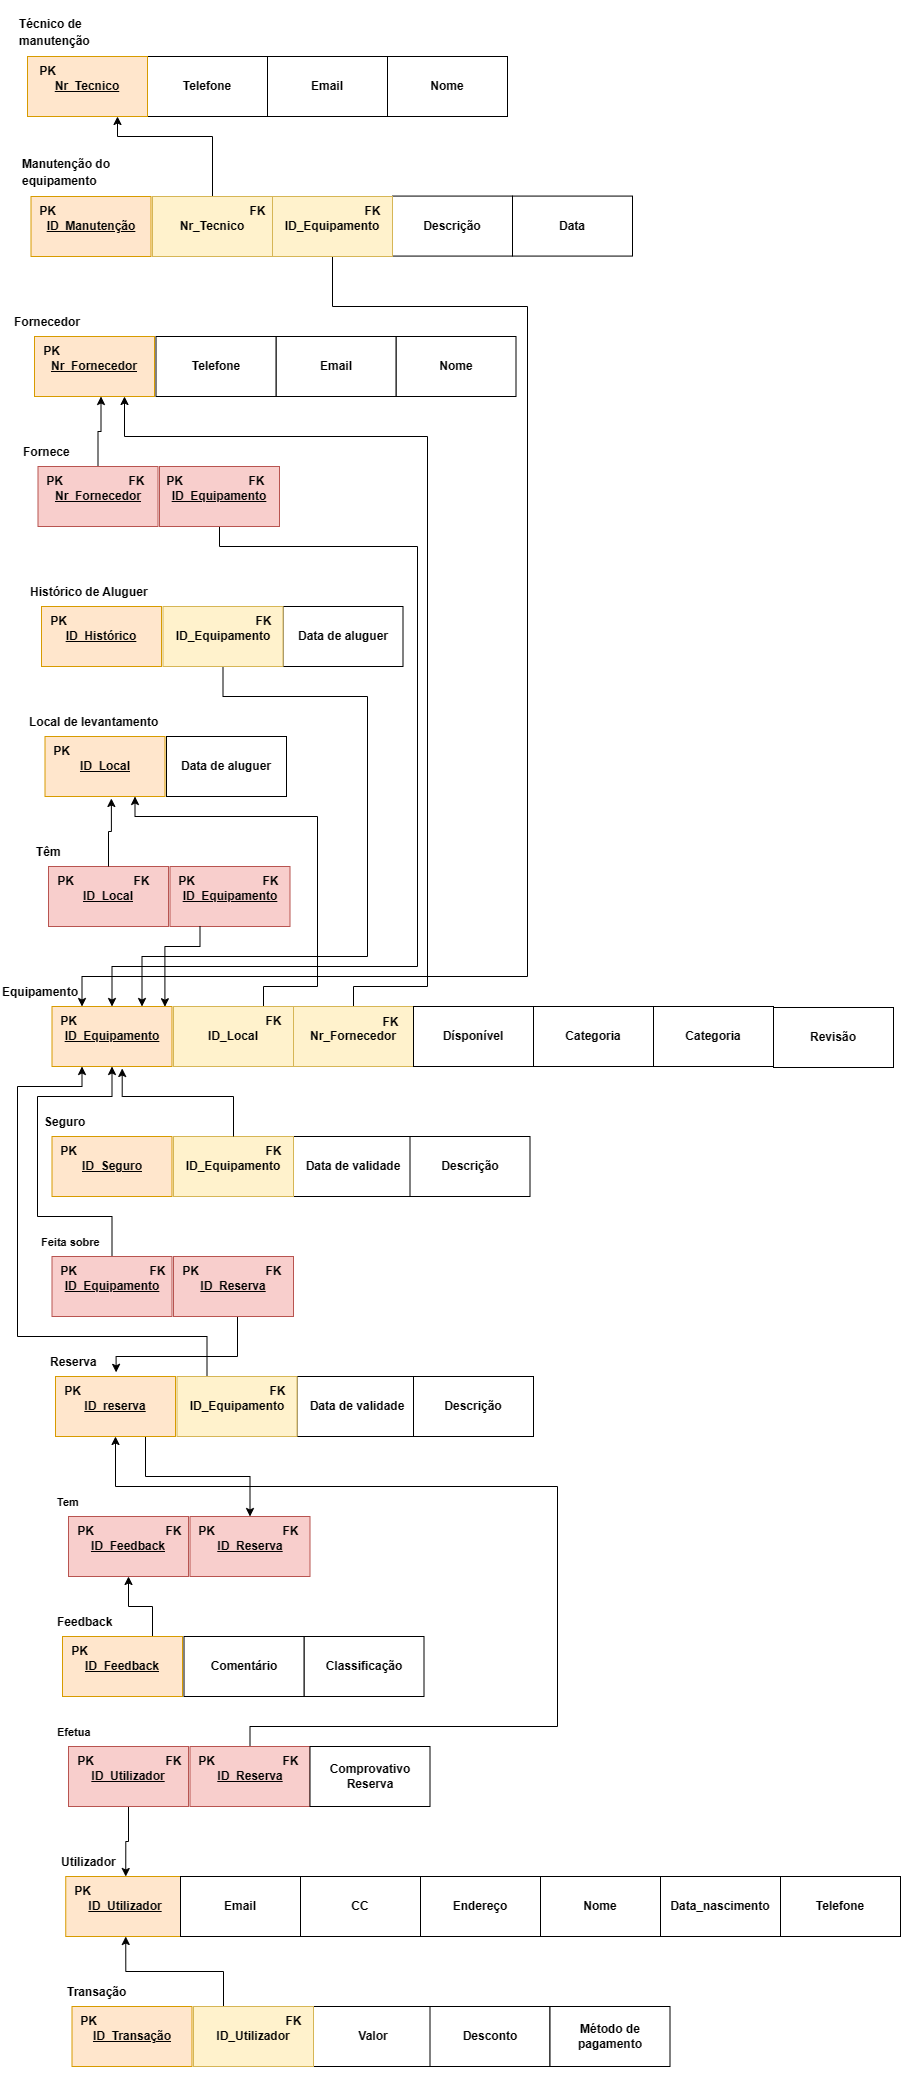 Técnico de
manutenção
PK
Nr_Tecnico
Telefone
Email
Nome
Manutenção do
equipamento
PK
ID_Manutenção
FK
Nr_Tecnico
FK
ID_Equipamento
Descrição
Data
Fornecedor
PK
Nr_Fornecedor
Telefone
Email
Nome
Fornece
PK FK
Nr_Fornecedor
PK FK
ID_Equipamento
Histórico de Aluguer
PK
ID_Histórico
FK
ID_Equipamento
Data de aluguer
Local de levantamento
PK
ID_Local
Data de aluguer
Têm
PK FK
ID_Local
PK FK
ID_Equipamento
Equipamento
PK
ID_Equipamento
FK
ID_Local
FK
Nr_Fornecedor
Dísponível
Categoria
Categoria
Revisão
Seguro
PK
ID_Seguro
FK
ID_Equipamento
Data de validade
Descrição
Feita sobre
PK FK
ID_Equipamento
PK FK
ID_Reserva
Reserva
PK
ID_reserva
FK
ID_Equipamento
Data de validade
Descrição
Tem
PK FK
ID_Feedback
PK FK
ID_Reserva
Feedback
PK
ID_Feedback
Comentário
Classificação
Efetua
PK FK
ID_Utilizador
PK FK
ID_Reserva
Comprovativo
Reserva
Utilizador
PK
ID_Utilizador
Email
CC
Endereço
Nome
Data_nascimento
Telefone
Transação
PK
ID_Transação
FK
ID_Utilizador
Valor
Desconto
Método de
pagamento